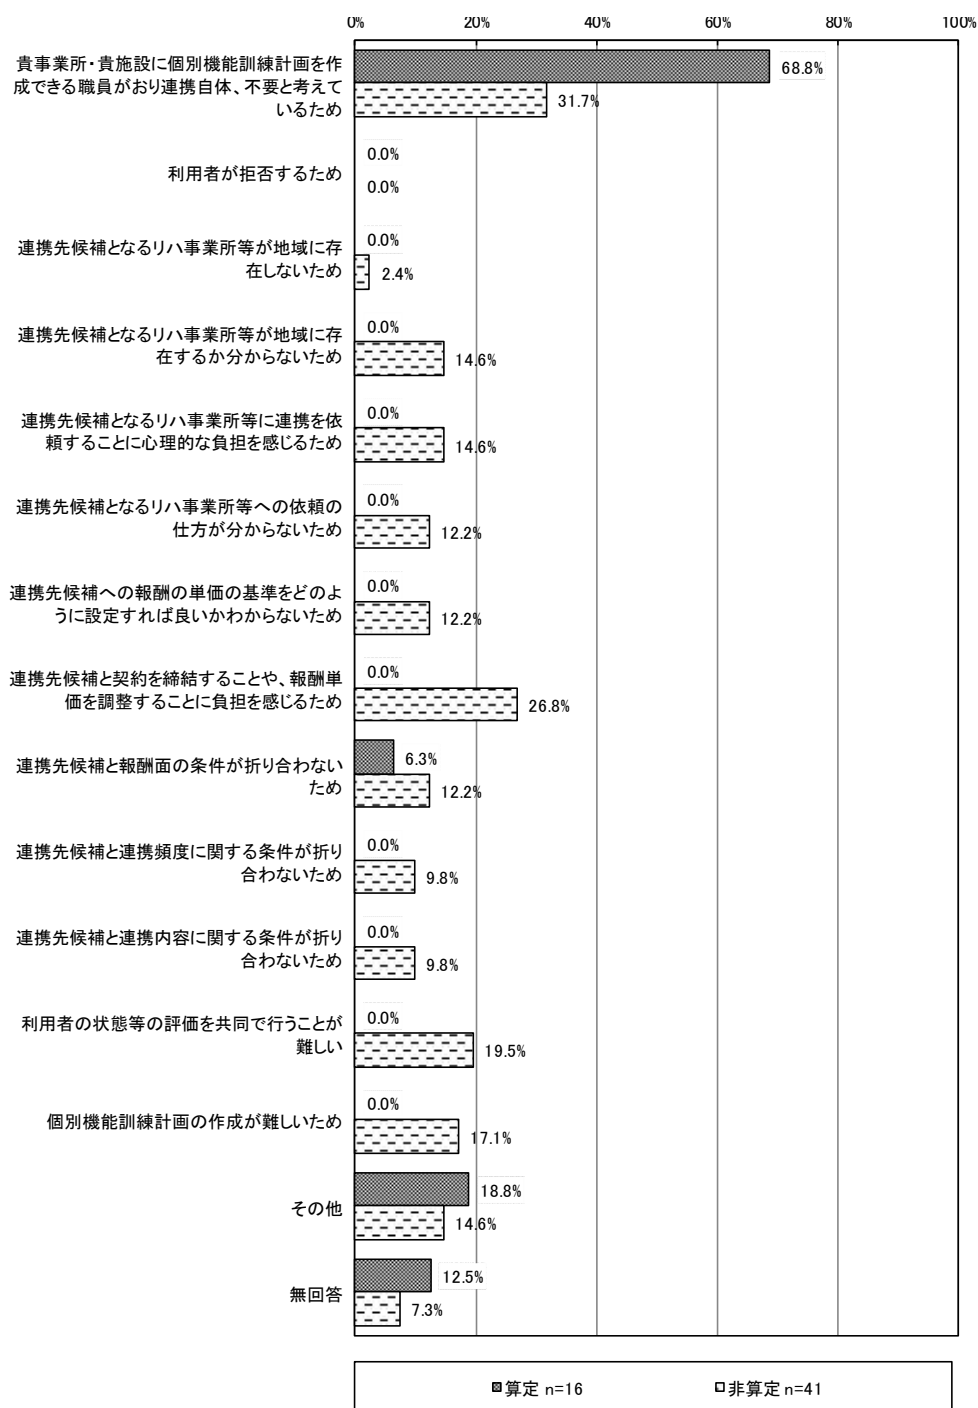 0% 20% 40% 60% 80% 100%
貴事業所・貴施設に個別機能訓練計画を作
成できる職員がおり連携自体、不要と考えて
いるため
68.8%
31.7%
利用者が拒否するため
0.0%
0.0%
連携先候補となるリハ事業所等が地域に存
在しないため
0.0%
2.4%
連携先候補となるリハ事業所等が地域に存
在するか分からないため
0.0%
14.6%
連携先候補となるリハ事業所等に連携を依
頼することに心理的な負担を感じるため
0.0%
14.6%
連携先候補となるリハ事業所等への依頼の
仕方が分からないため
0.0%
12.2%
連携先候補への報酬の単価の基準をどのよ
うに設定すれば良いかわからないため
0.0%
12.2%
連携先候補と契約を締結することや、報酬単
価を調整することに負担を感じるため
0.0%
26.8%
連携先候補と報酬面の条件が折り合わない
ため
6.3%
12.2%
連携先候補と連携頻度に関する条件が折り
合わないため
0.0%
9.8%
連携先候補と連携内容に関する条件が折り
合わないため
0.0%
9.8%
利用者の状態等の評価を共同で行うことが
難しい
0.0%
19.5%
個別機能訓練計画の作成が難しいため
0.0%
17.1%
その他
18.8%
14.6%
無回答
12.5%
7.3%
算定 n=16 非算定 n=41